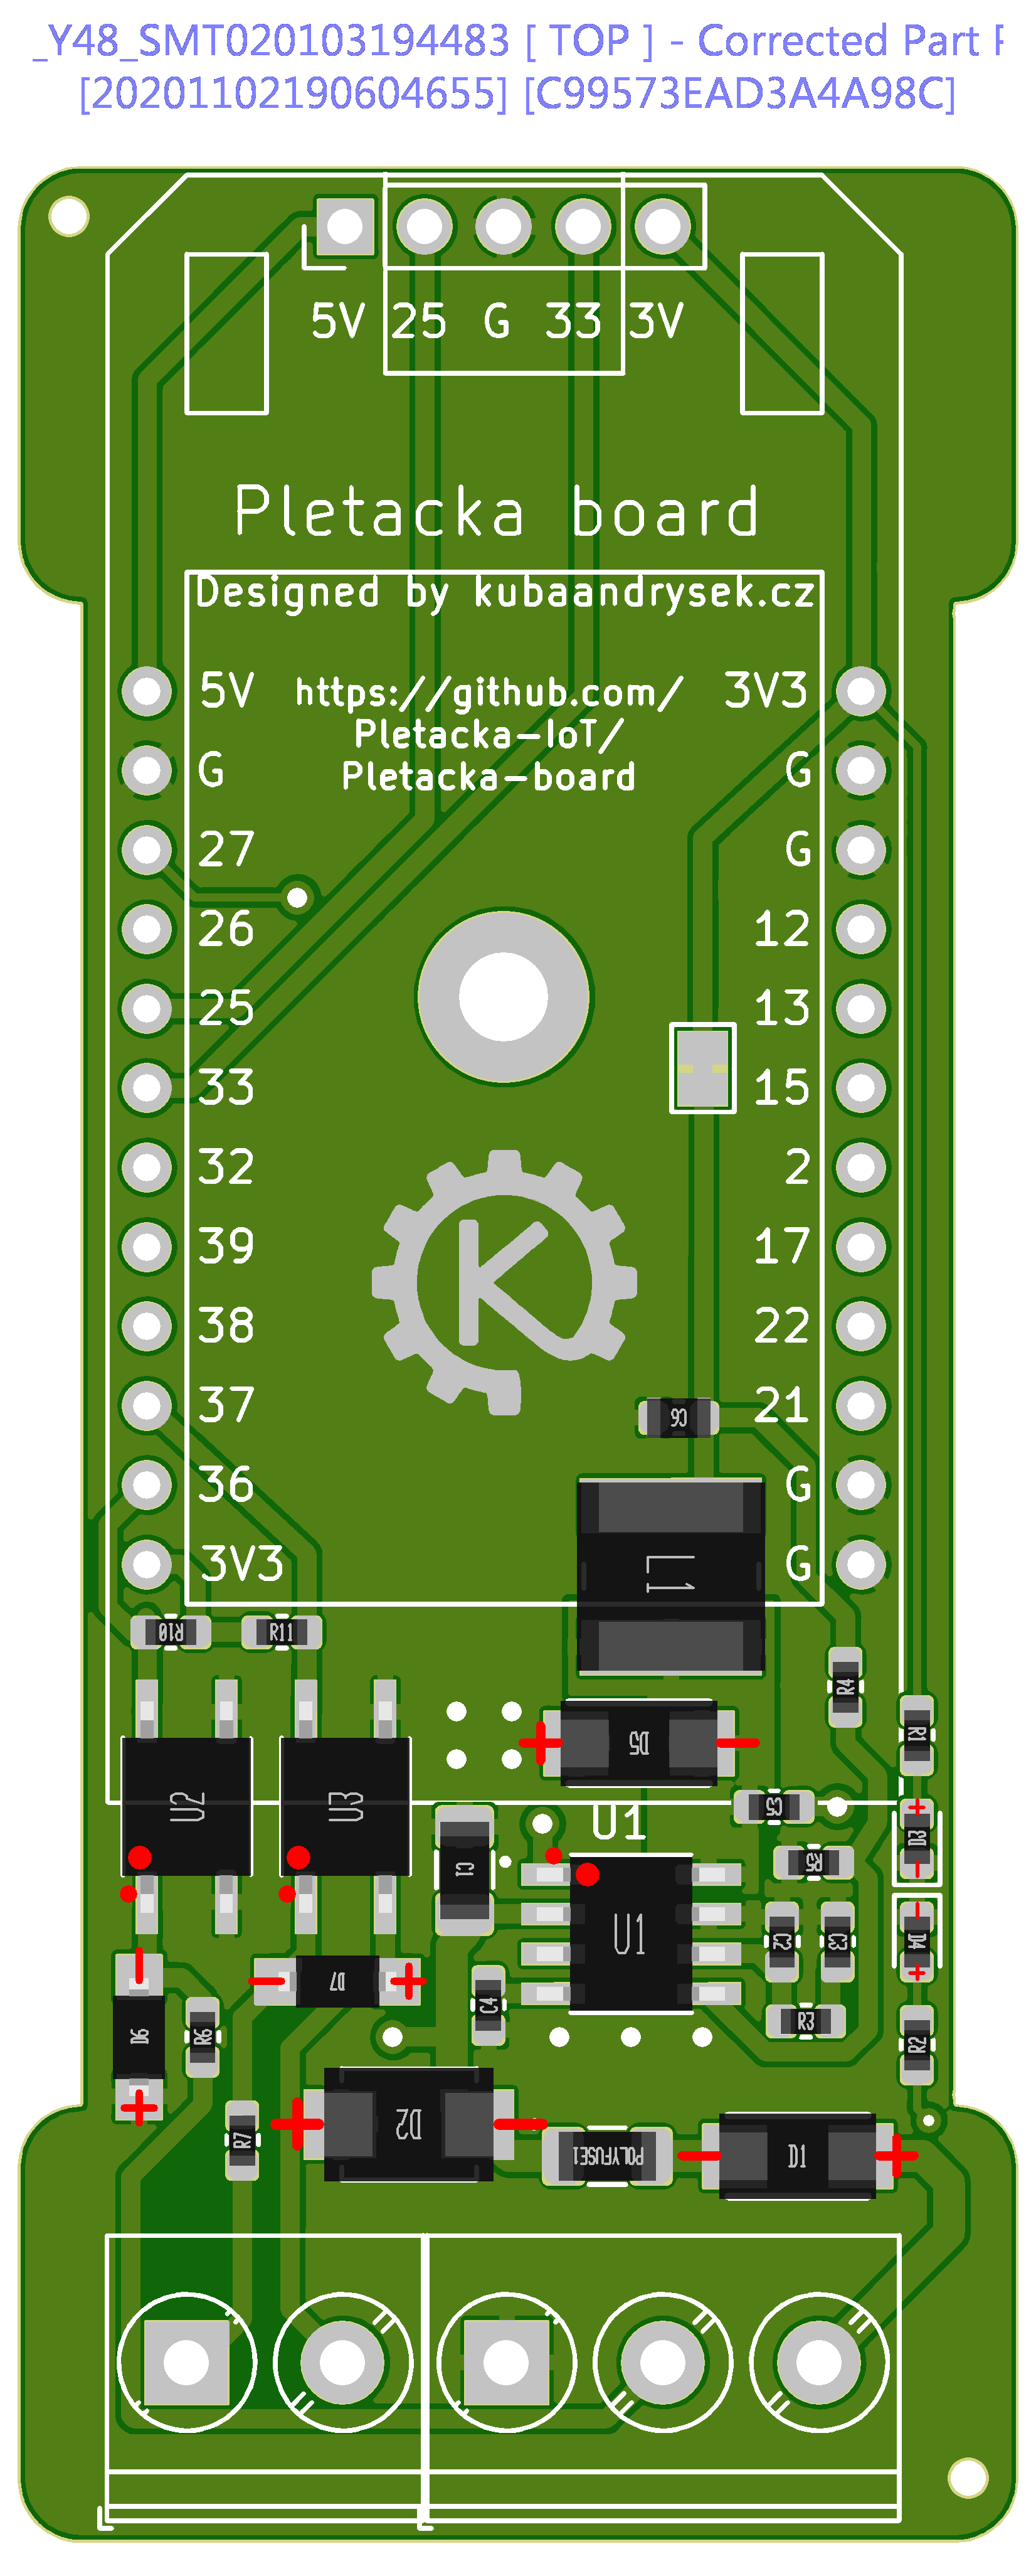 _Y48_SMT020103194483 [ TOP ] - Corrected Part
[20201102190604655] [C99573EAD3A4A98C]
5V 25 G 33 3V
Pletacka board
Designed by kubaandrysek.cz
https://github.com/
Pletacka-IoT/
Pletacka-board
5V 3V3
G G
27 G
26 12
25 13
33 15
32 2
39 17
38 22
37 21
C6
36 G
3V3 G
L1
R10 R11
R4
R1
D5
U2 U3
C5
U1
D3
C1
R5
U1
C2 C3 D4
D7
C4
R3
D6 R6 R2
D2
R7
POLYFUSE1
D1